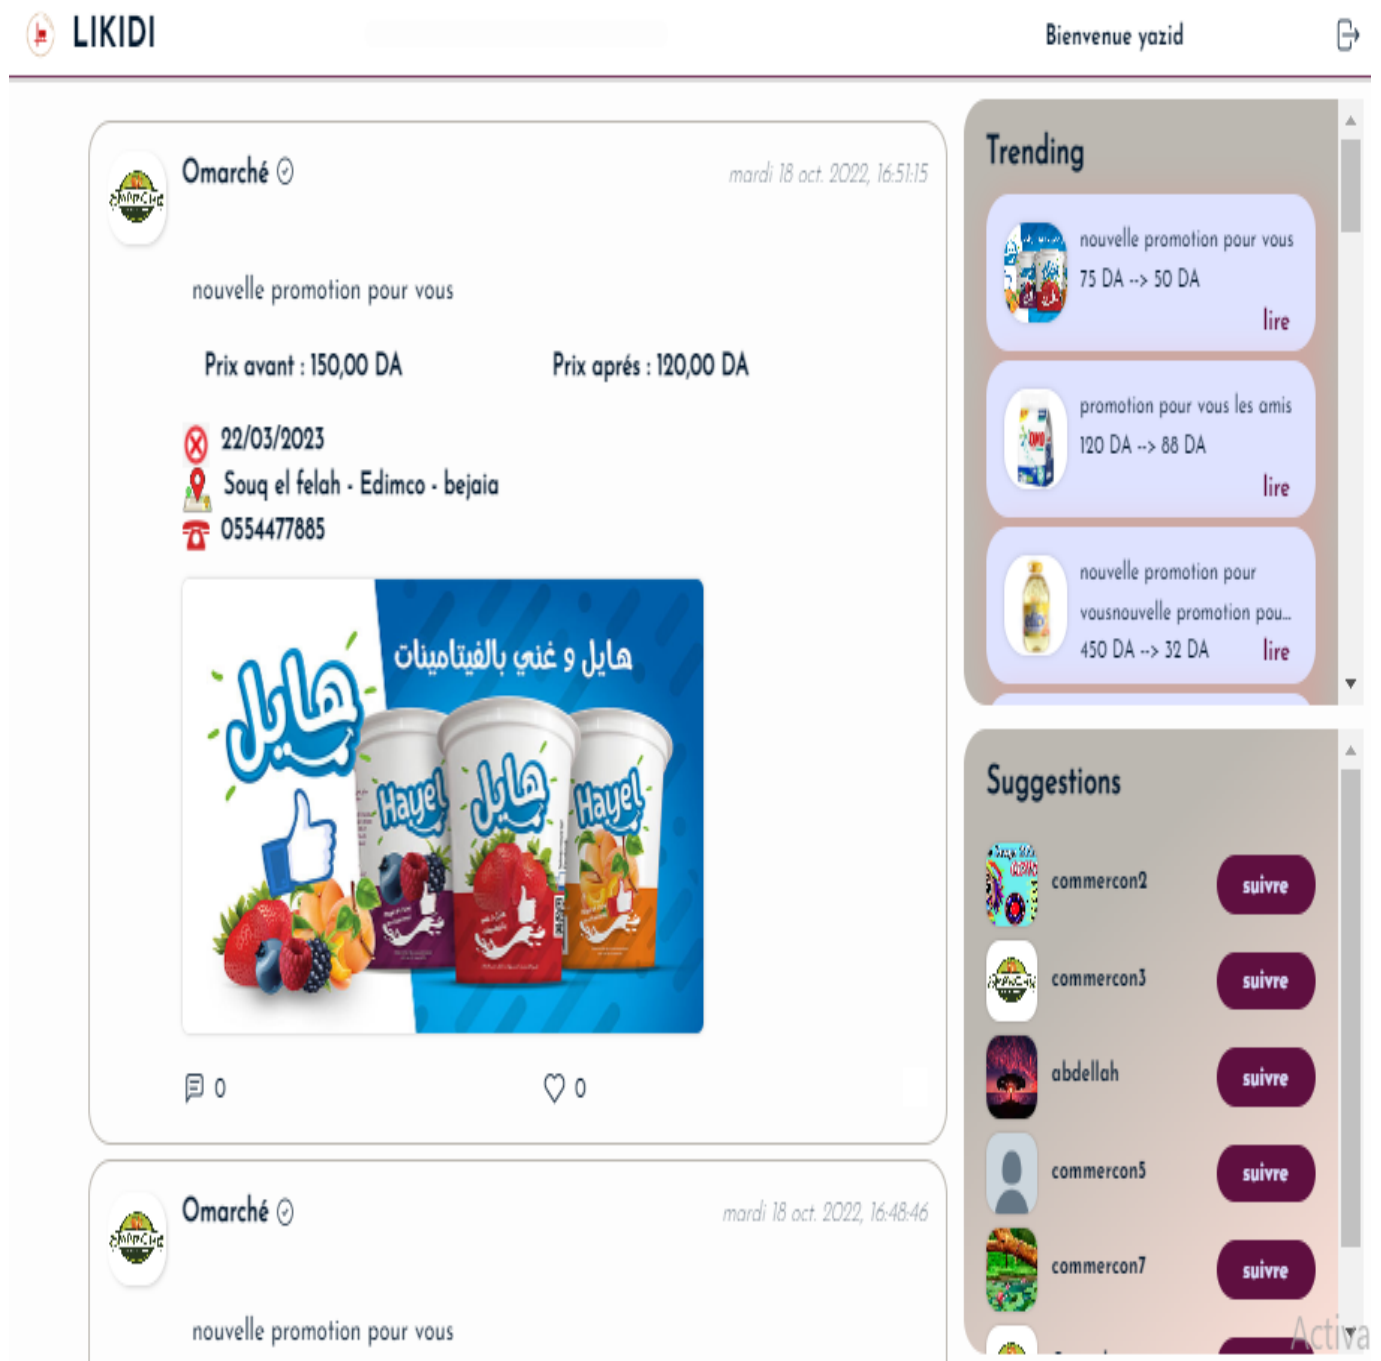 LIKIDI
Bienvenue yazid
Omarché
mardi 18 oct. 2022, 16:51:15
nouvelle promotion pour vous
Prix avant : 150,00 DA
Prix aprés : 120,00 DA
22/03/2023
Souq el felah - Edimco - bejaia
0554477885
هايل و غني بالفيتامينات
هايل
Hayel
هايل
Hayel
0
0
Omarché
mardi 18 oct. 2022, 16:48:46
nouvelle promotion pour vous
Trending
nouvelle promotion pour vous
75 DA --> 50 DA
lire
promotion pour vous les amis
120 DA --> 88 DA
lire
nouvelle promotion pour
vousnouvelle promotion pou...
450 DA --> 32 DA
lire
Suggestions
commercon2
suivre
commercon3
suivre
abdellah
suivre
commercon5
suivre
commercon7
suivre
Activa